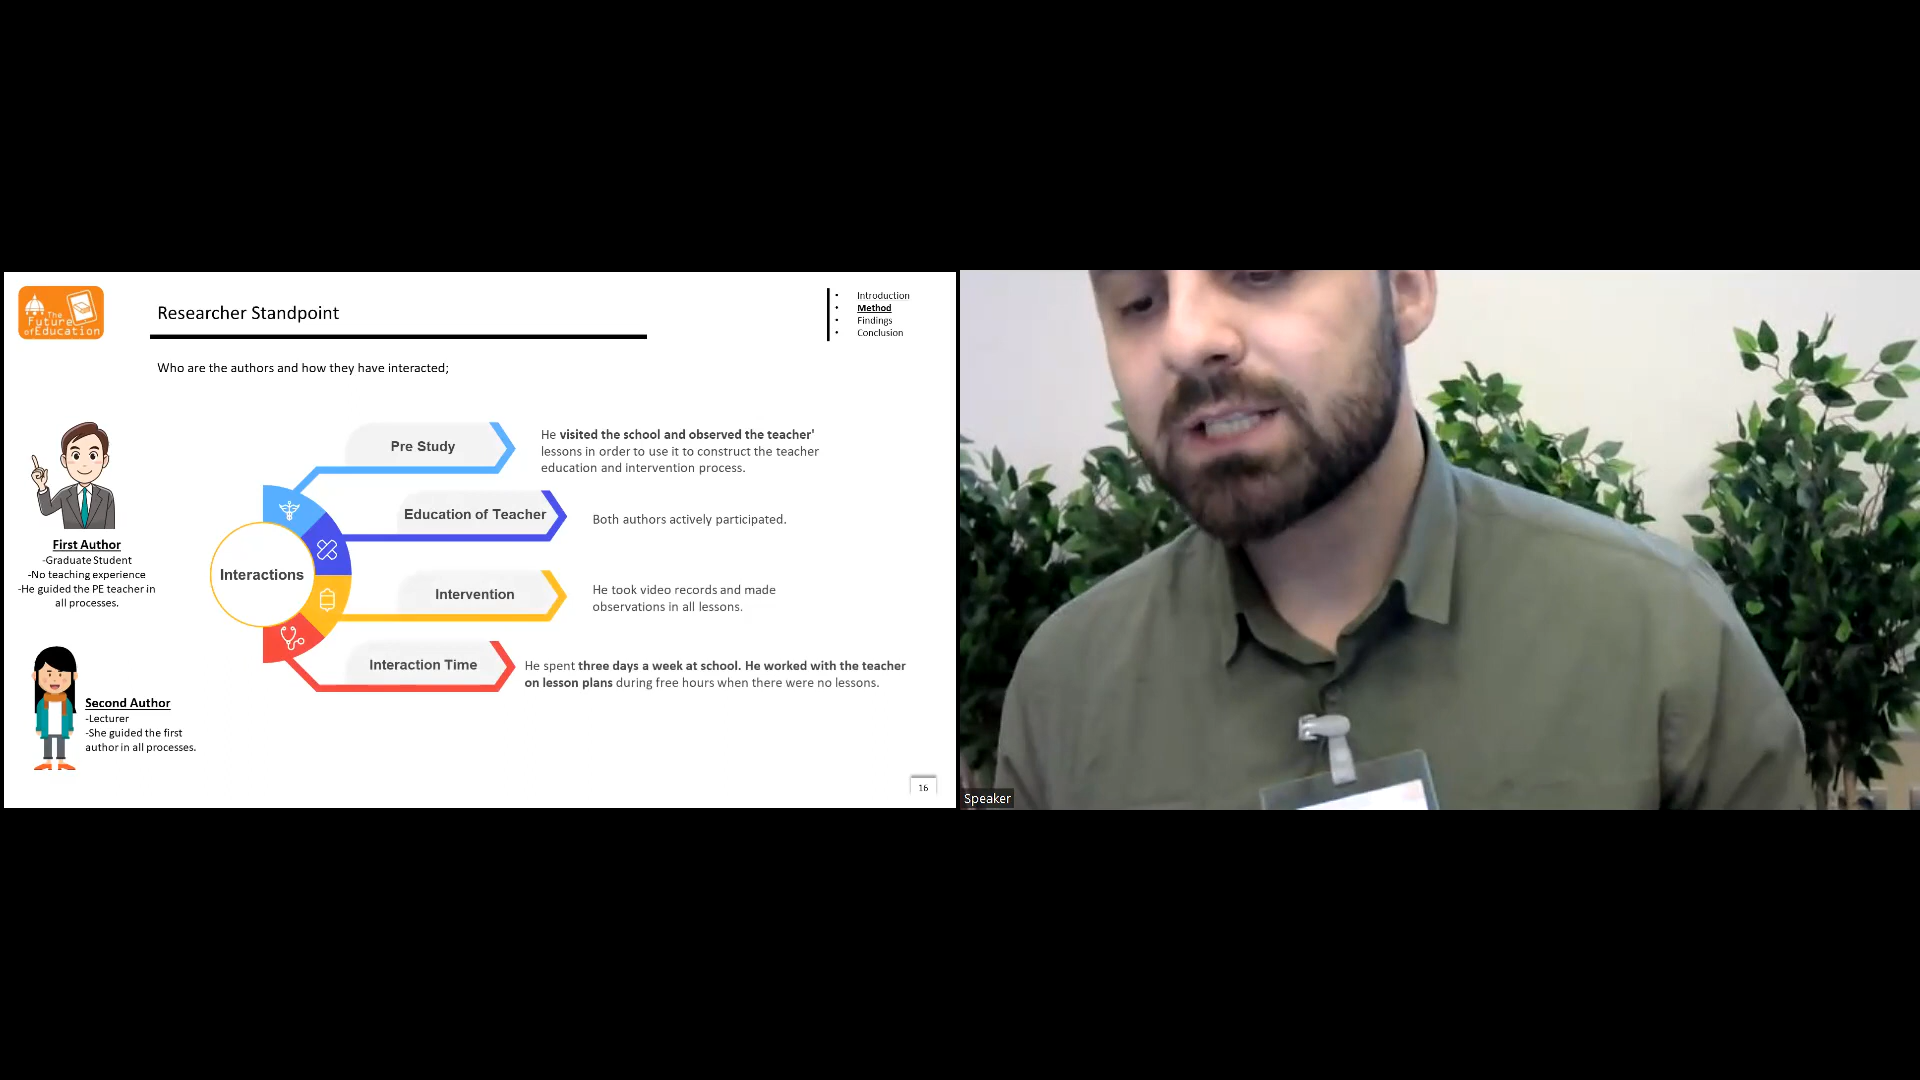 The
Future
of Education
Researcher Standpoint
• Introduction
• Method
• Findings
• Conclusion
Who are the authors and how they have interacted;
Pre Study
He visited the school and observed the teacher'
lessons in order to use it to construct the teacher
education and intervention process.
Education of Teacher
Both authors actively participated.
Interactions
Intervention
He took video records and made
observations in all lessons.
Interaction Time
He spent three days a week at school. He worked with the teacher
on lesson plans during free hours when there were no lessons.
First Author
-Graduate Student
-No teaching experience
-He guided the PE teacher in
all processes.
Second Author
-Lecturer
-She guided the first
author in all processes.
16
Speaker